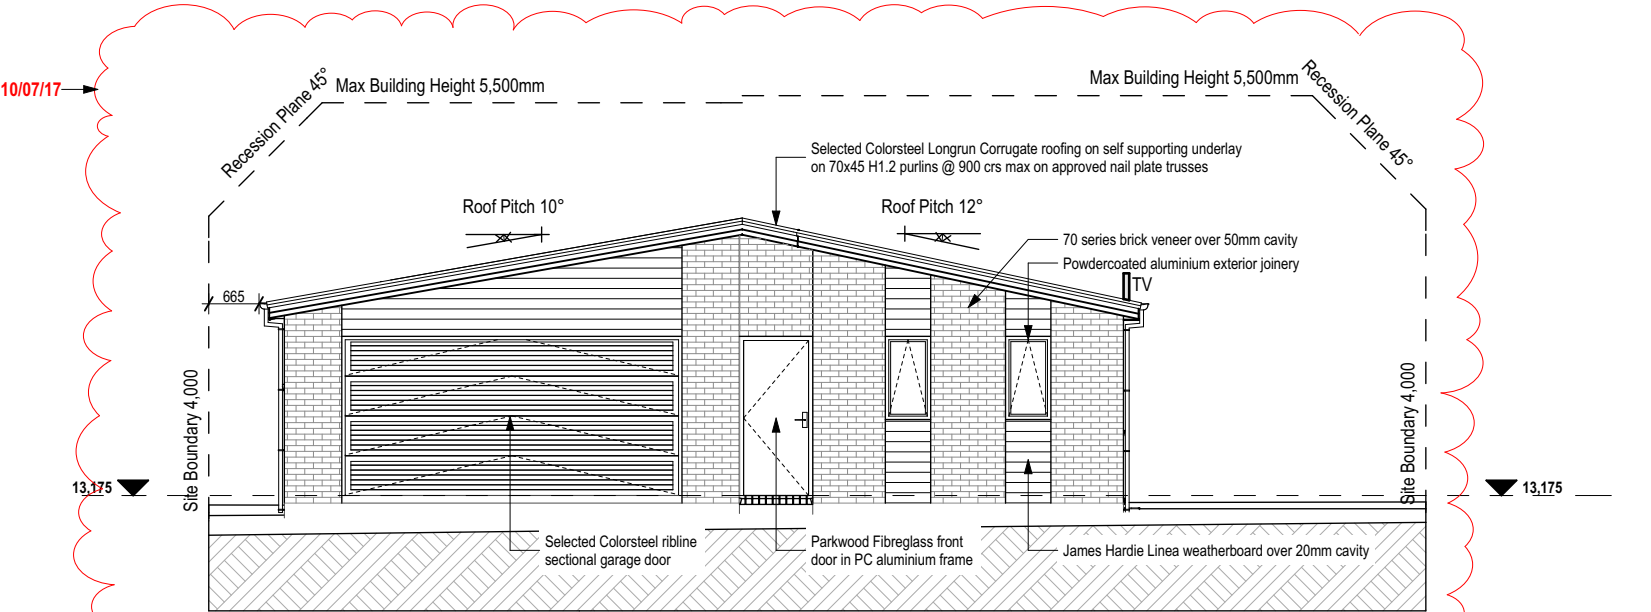 10/07/17
Max Building Height 5,500mm
Max Building Height 5,500mm
Recession Plane 45°
Recession Plane 45°
Selected Colorsteel Longrun Corrugate roofing on self supporting underlay
on 70x45 H1.2 purlins @ 900 crs max on approved nail plate trusses
Roof Pitch 10°
Roof Pitch 12°
70 series brick veneer over 50mm cavity
Powdercoated aluminium exterior joinery
TV
665
Site Boundary 4,000
Site Boundary 4,000
13,175
13,175
Selected Colorsteel ribline
sectional garage door
Parkwood Fibreglass front
door in PC aluminium frame
James Hardie Linea weatherboard over 20mm cavity